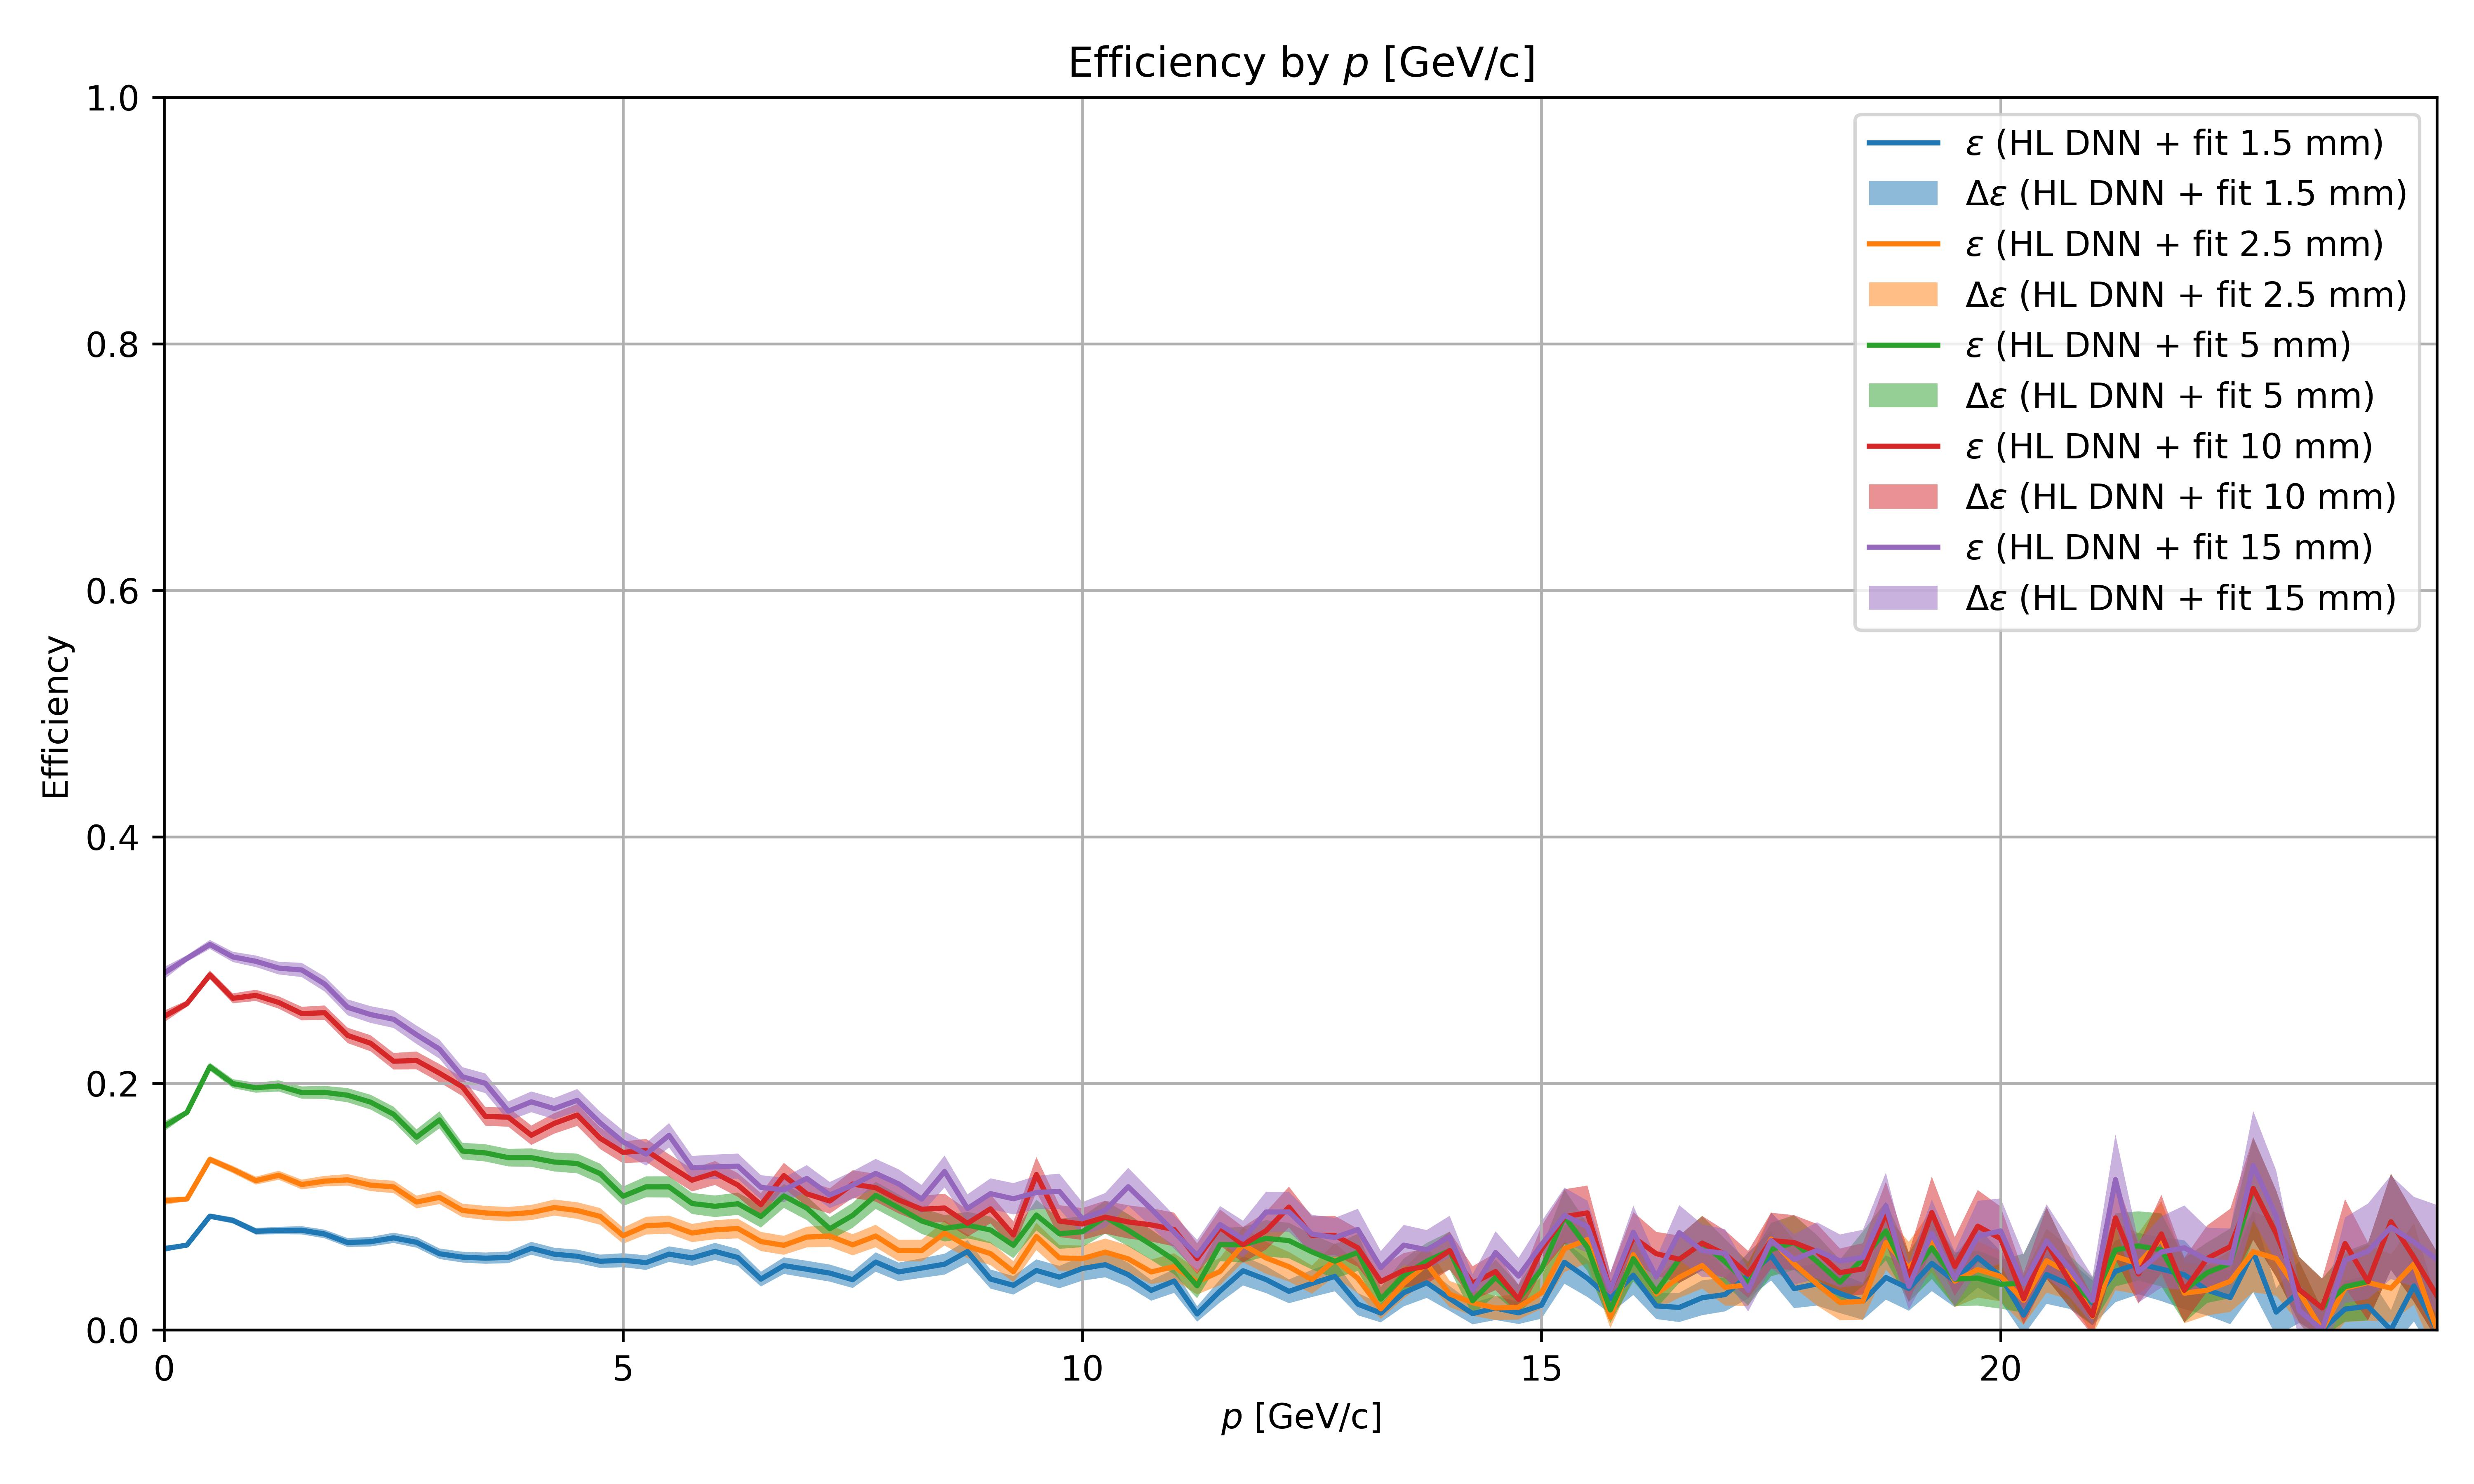 Efficiency by p [GeV/c]
1.0
0.8
0.6
0.4
0.2
0.0
Efficiency
ε (HL DNN + fit 1.5 mm)
Δε (HL DNN + fit 1.5 mm)
ε (HL DNN + fit 2.5 mm)
Δε (HL DNN + fit 2.5 mm)
ε (HL DNN + fit 5 mm)
Δε (HL DNN + fit 5 mm)
ε (HL DNN + fit 10 mm)
Δε (HL DNN + fit 10 mm)
ε (HL DNN + fit 15 mm)
Δε (HL DNN + fit 15 mm)
0 5 10 15 20
p [GeV/c]